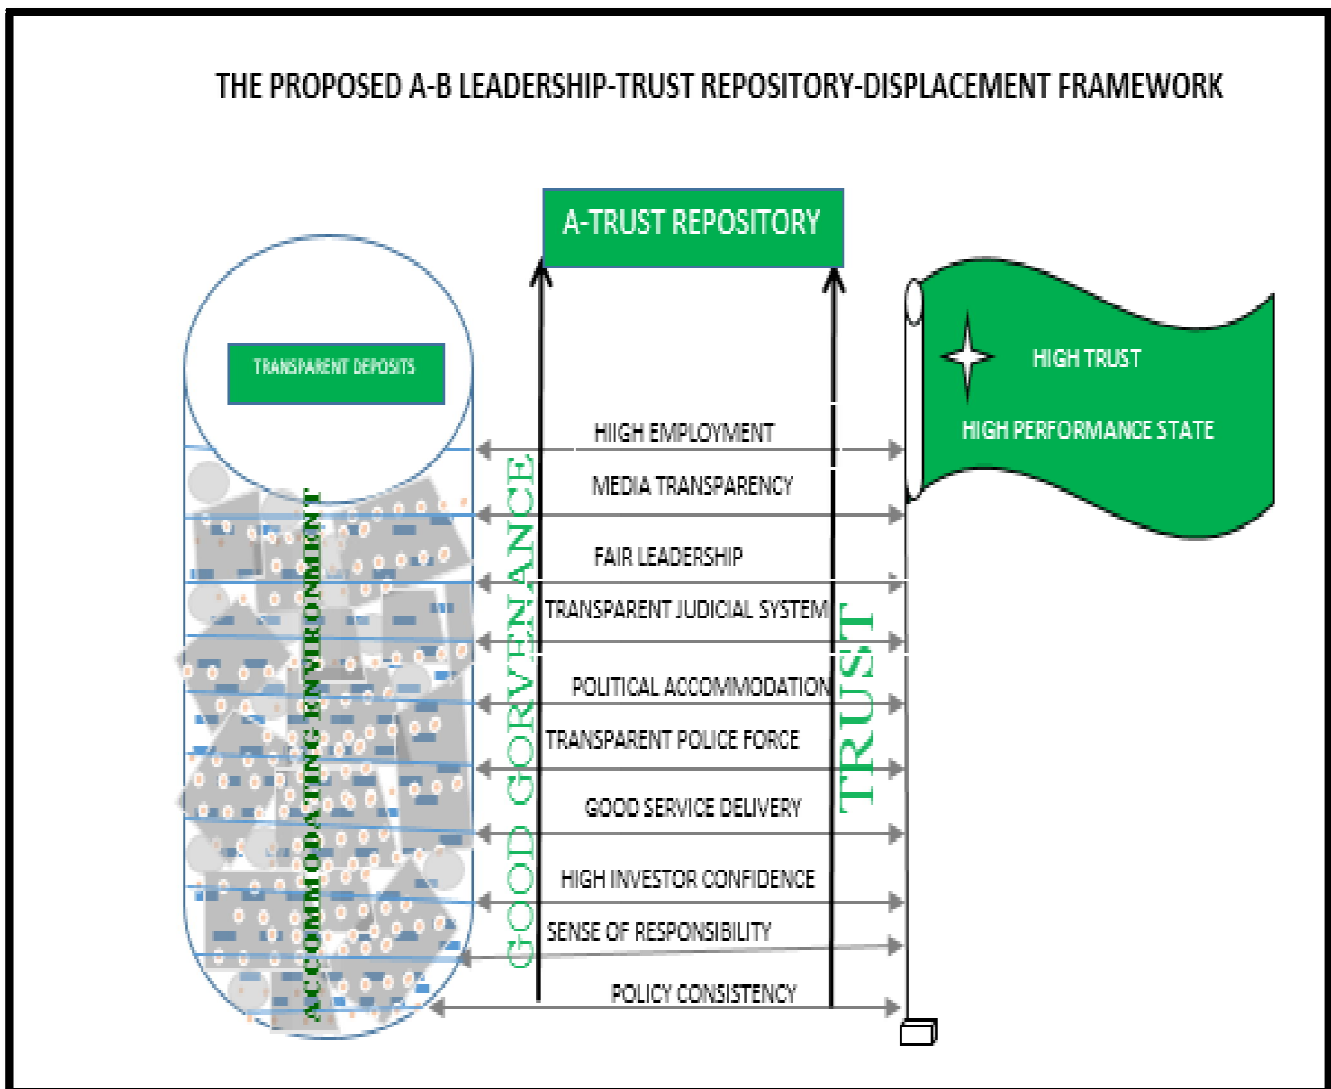 THE PROPOSED A-B LEADERSHIP-TRUST REPOSITORY-DISPLACEMENT FRAMEWORK
A-TRUST REPOSITORY
TRANSPARENT DEPOSITS
HIGH TRUST
HIGH PERFORMANCE STATE
HIIGH EMPLOYMENT
MEDIA TRANSPARENCY
FAIR LEADERSHIP
TRANSPARENT JUDICIAL SYSTEM
POLITICAL ACCOMMODATION
TRANSPARENT POLICE FORCE
GOOD SERVICE DELIVERY
HIGH INVESTOR CONFIDENCE
SENSE OF RESPONSIBILITY
POLICY CONSISTENCY
ACCOMMODATING ENVIRONMENT
GOOD GORVENANCE
TRUST